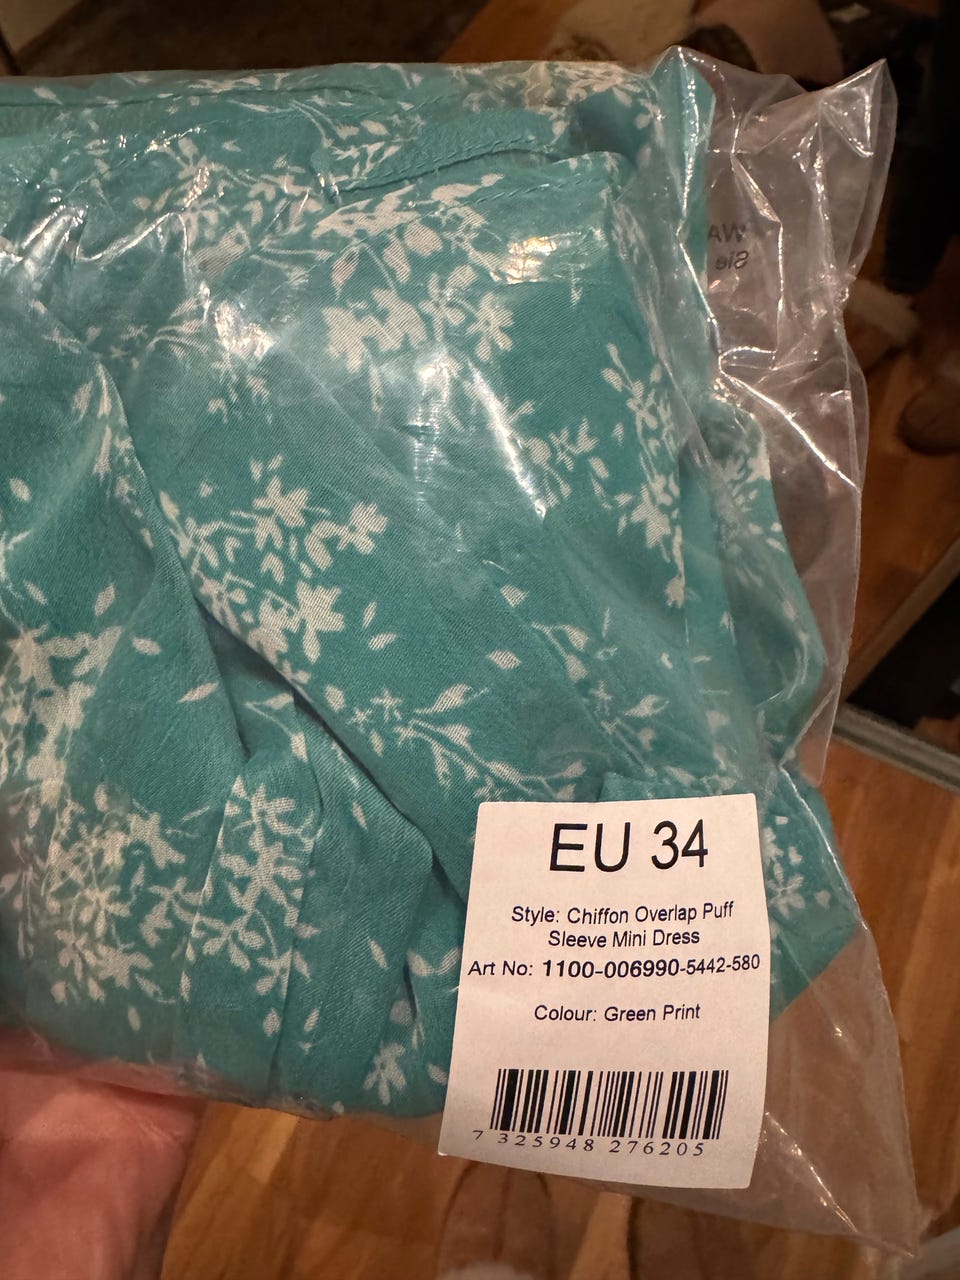 EU 34
Style: Chiffon Overlap Puff
Sleeve Mini Dress
Art No: 1100-006990-5442-580
Colour: Green Print
7 325948 276205